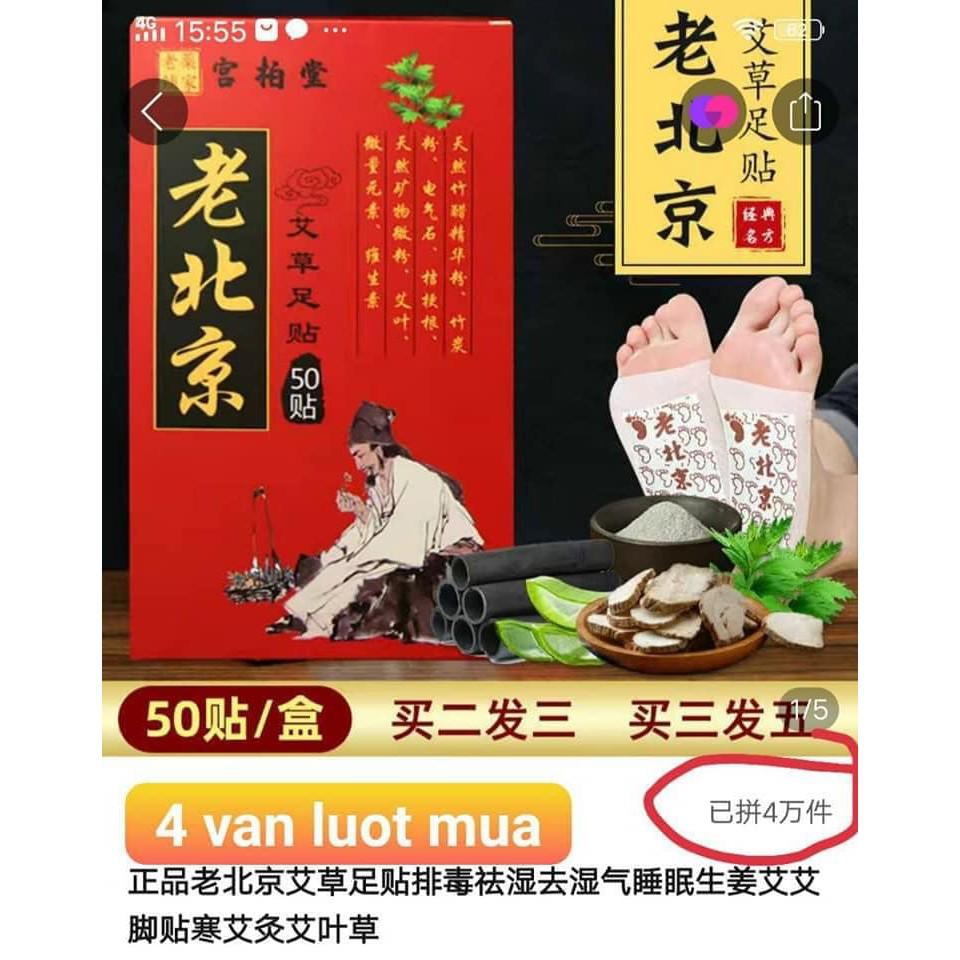 4G 15:55 ... 82
宫柏堂
老北京
艾草足贴
50
贴
天然竹醋精华粉、竹炭
粉、电气石、桔梗根、
天然矿物微粉、艾叶、
微量元素、维生素
老北京
艾草足贴
经典
名方
老北京
老北京
50贴/盒 买二发三 买三发五
1/5
已拼4万件
4 van luot mua
正品老北京艾草足贴排毒祛湿去湿气睡眠生姜艾艾
脚贴寒艾灸艾叶草